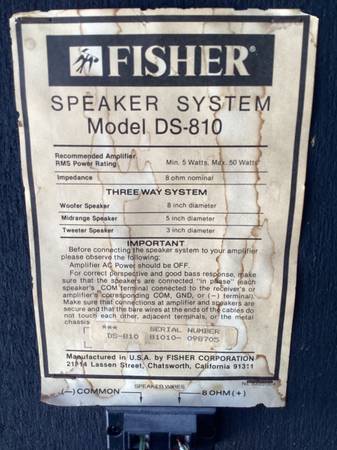 FISHER
SPEAKER SYSTEM
Model DS-810
Recommended Amplifier
RMS Power Rating Min. 5 Watts, Max. 50 Watts
Impedance 8 ohm nominal
THREE WAY SYSTEM
Woofer Speaker 8 inch diameter
Midrange Speaker 5 inch diameter
Tweeter Speaker 3 inch diameter
IMPORTANT
Before connecting the speaker system to your amplifier
please observe the following:
Amplifier AC Power should be OFF.
For correct perspective and good bass response, make
sure that the speakers are connected "in phase" (each
speaker's COM terminal connected to the receiver's or
amplifier's corresponding COM, GND, or (−) terminal).
Make sure that connections at amplifier and speakers are
secure and that the bare wires at the ends of the cables do
not touch each other, adjacent terminals, or the metal
chassis
*** SERIAL NUMBER
DS-810 81010- 098705
Manufactured in U.S.A. by FISHER CORPORATION
21314 Lassen Street, Chatsworth, California 91311
SPEAKER WIRES
(−) COMMON 8 OHM (+)